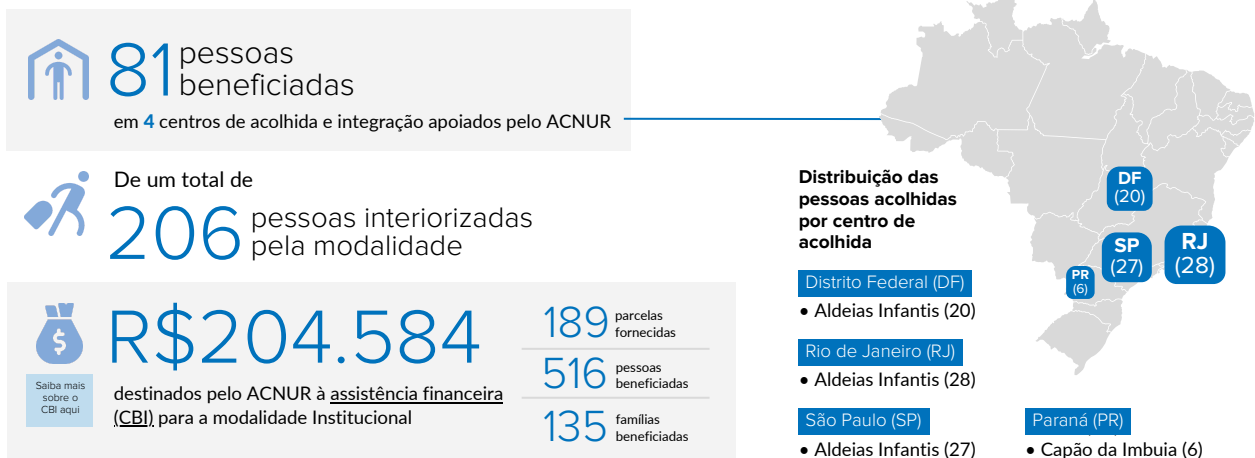 81 pessoas
beneficiadas
em 4 centros de acolhida e integração apoiados pelo ACNUR
De um total de
206 pessoas interiorizadas
pela modalidade
R$204.584
destinados pelo ACNUR à assistência financeira
(CBI) para a modalidade Institucional
Saiba mais
sobre o
CBI aqui
189 parcelas
fornecidas
516 pessoas
beneficiadas
135 famílias
beneficiadas
Distribuição das
pessoas acolhidas
por centro de
acolhida
DF
(20)
SP
(27)
RJ
(28)
PR
(6)
Distrito Federal (DF)
• Aldeias Infantis (20)
Rio de Janeiro (RJ)
• Aldeias Infantis (28)
São Paulo (SP)
• Aldeias Infantis (27)
Paraná (PR)
• Capão da Imbuia (6)